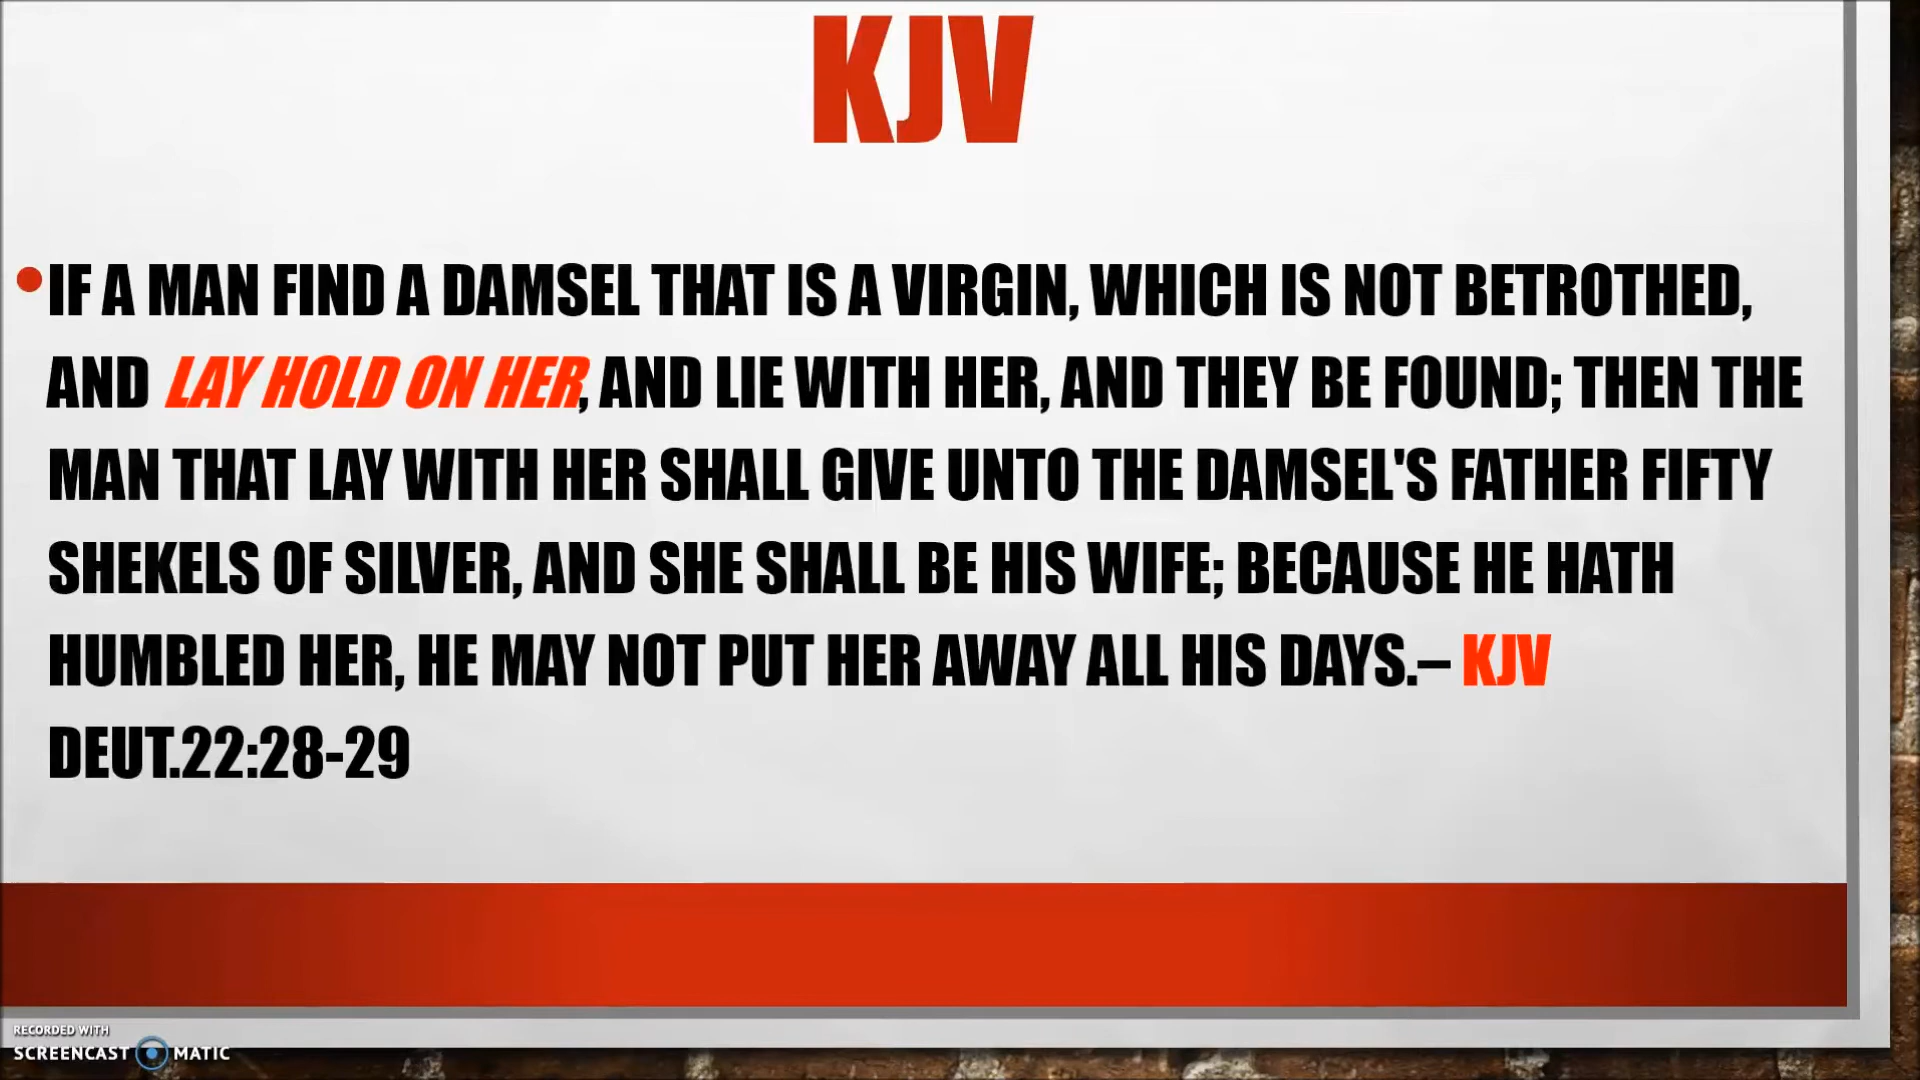 KJV
•IF A MAN FIND A DAMSEL THAT IS A VIRGIN, WHICH IS NOT BETROTHED,
AND LAY HOLD ON HER, AND LIE WITH HER, AND THEY BE FOUND; THEN THE
MAN THAT LAY WITH HER SHALL GIVE UNTO THE DAMSEL'S FATHER FIFTY
SHEKELS OF SILVER, AND SHE SHALL BE HIS WIFE; BECAUSE HE HATH
HUMBLED HER, HE MAY NOT PUT HER AWAY ALL HIS DAYS.– KJV
DEUT.22:28-29
RECORDED WITH
SCREENCAST MATIC